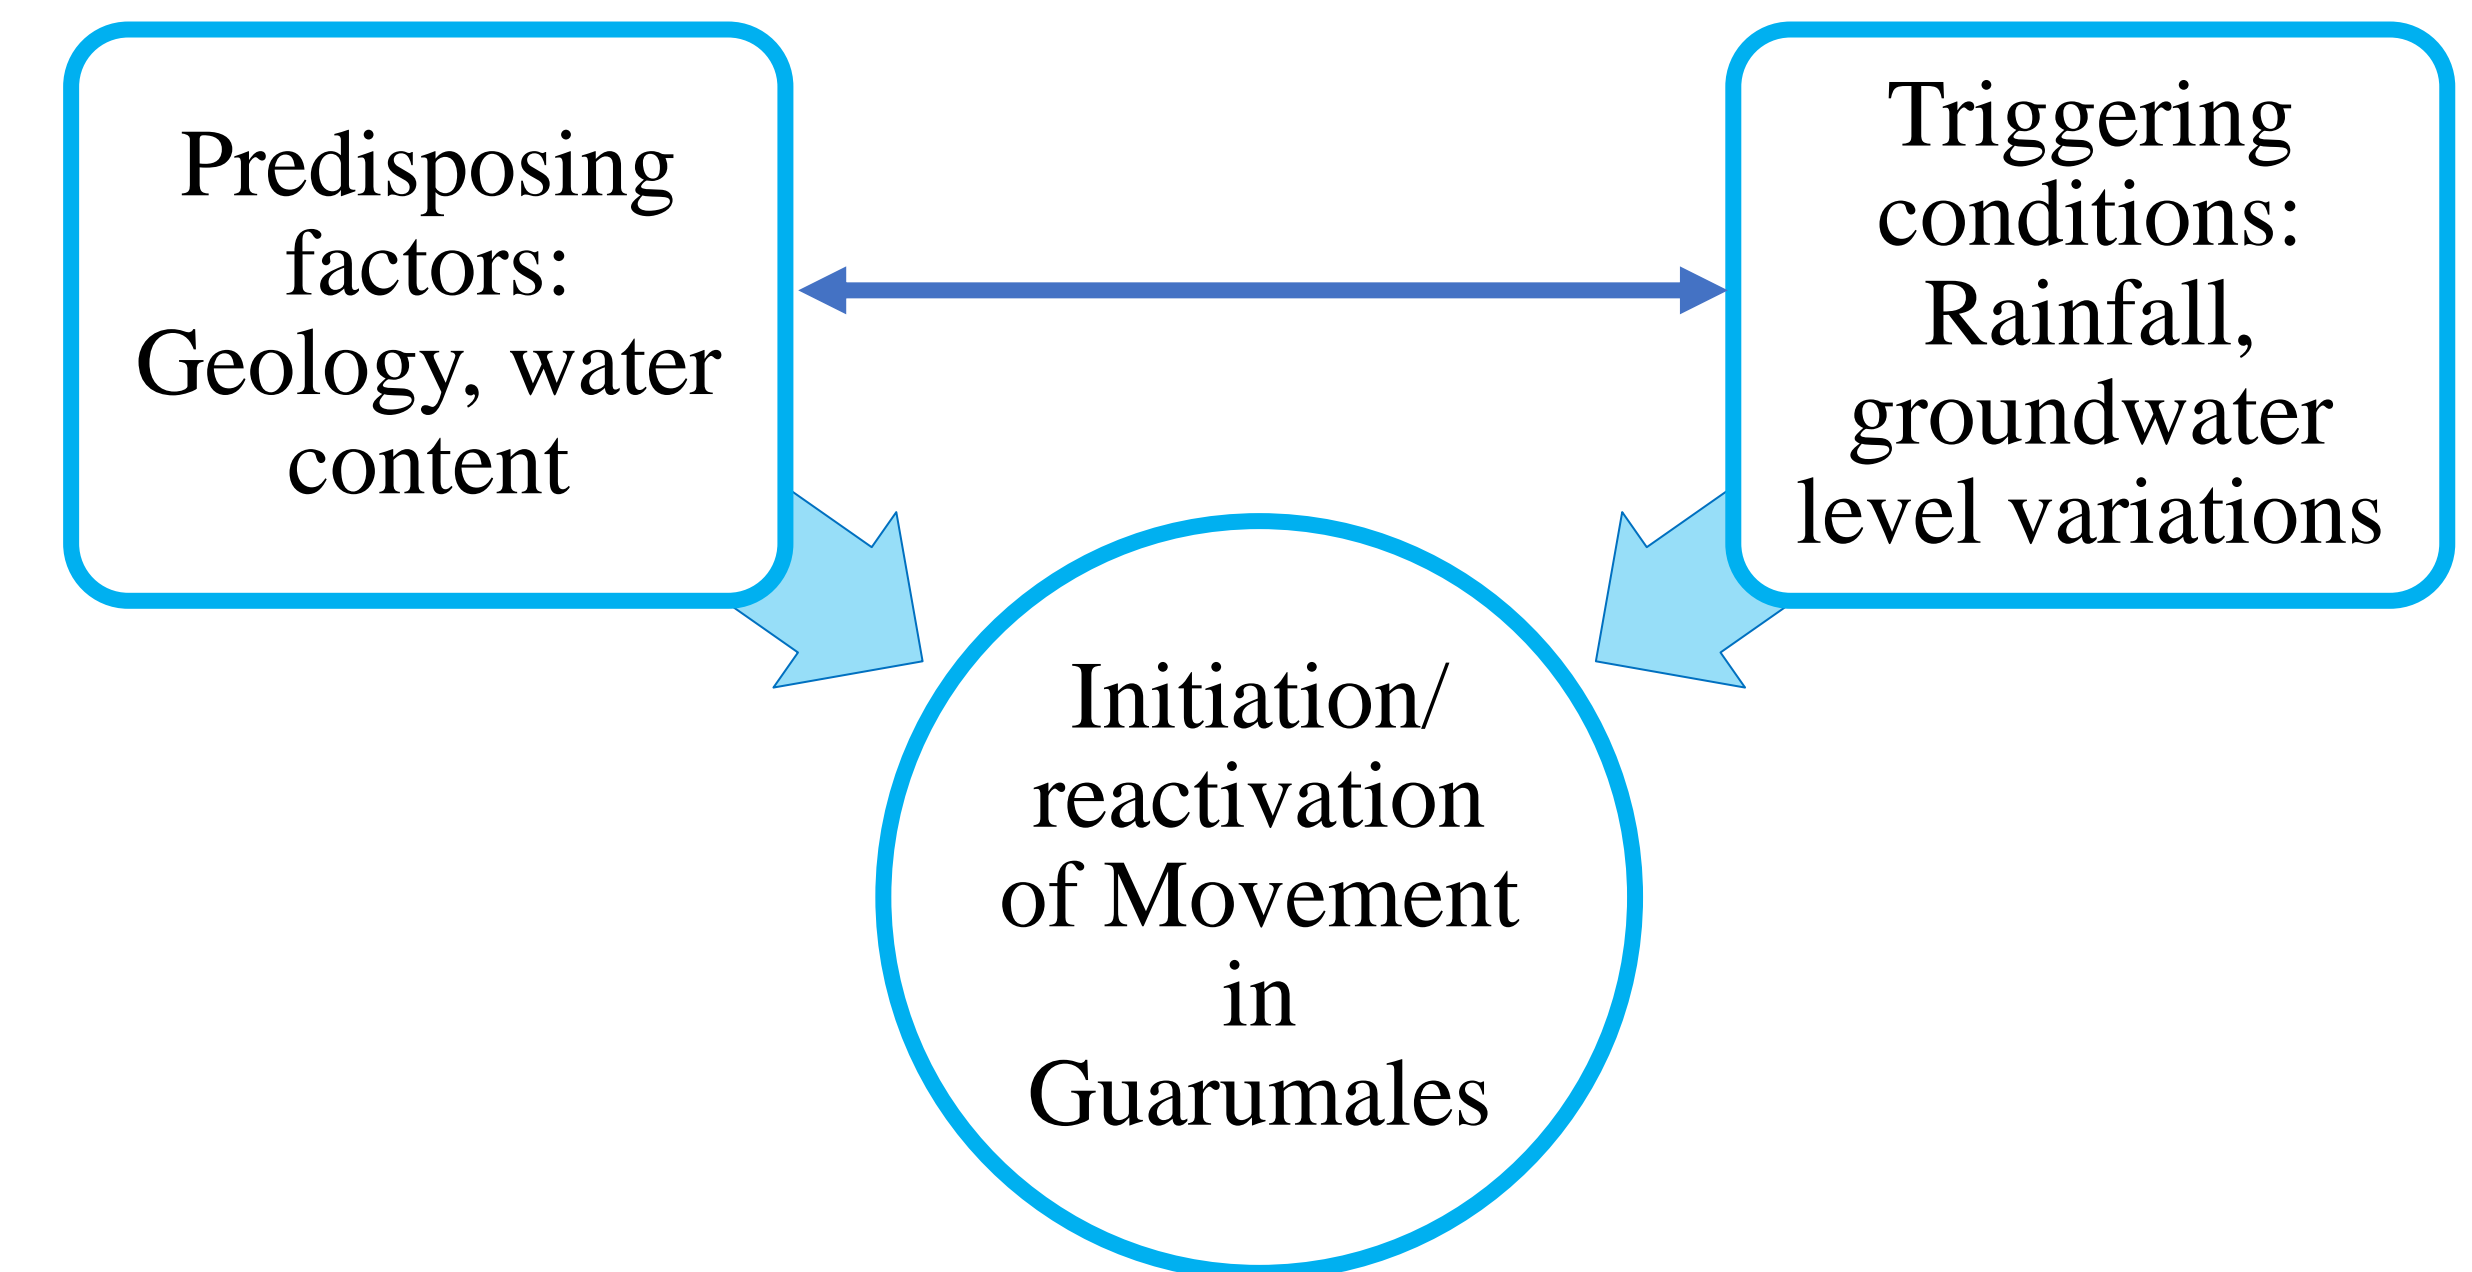 Predisposing
factors:
Geology, water
content
Triggering
conditions:
Rainfall,
groundwater
level variations
Initiation/
reactivation
of Movement
in
Guarumales